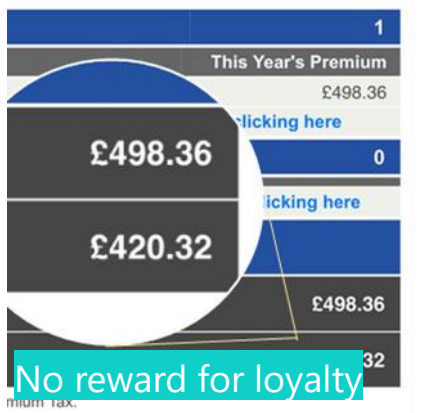 1
This Year's Premium
£498.36
clicking here
£498.36
0
licking here
£420.32
£498.36
32
No reward for loyalty
mium Tax.